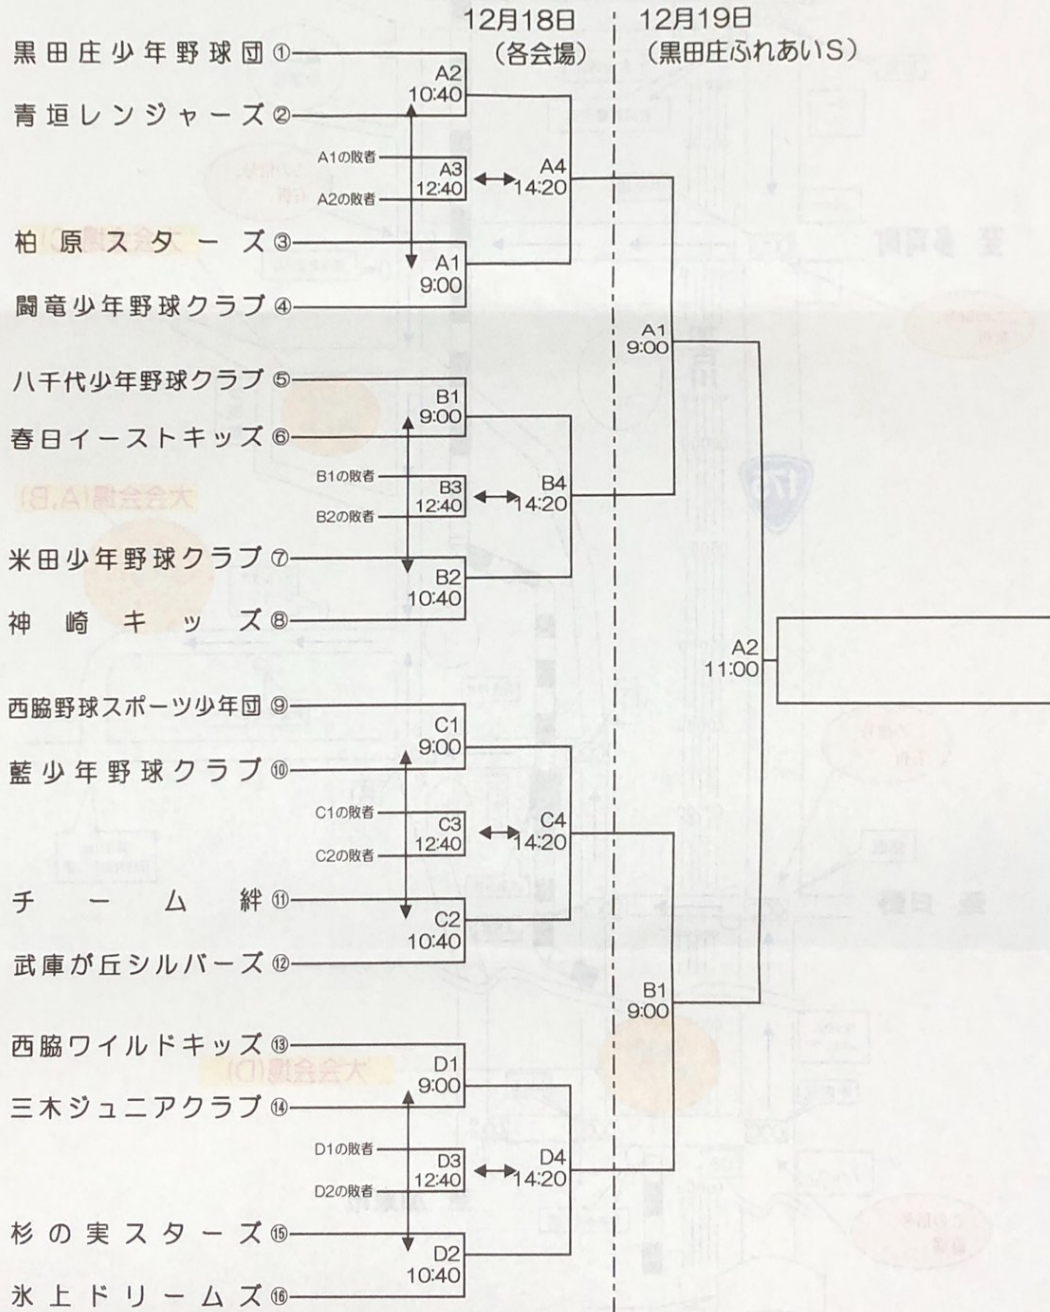 12月18日
(各会場)
12月19日
(黒田庄ふれあいS)
黒田庄少年野球団①
A2
10:40
青垣レンジャーズ②
A1の敗者
A3
12:40
A2の敗者
A4
14:20
柏原スターズ③
A1
9:00
闘竜少年野球クラブ④
A1
9:00
八千代少年野球クラブ⑤
B1
9:00
春日イーストキッズ⑥
B1の敗者
B3
12:40
B2の敗者
B4
14:20
米田少年野球クラブ⑦
B2
10:40
神崎キッズ⑧
A2
11:00
西脇野球スポーツ少年団⑨
C1
9:00
藍少年野球クラブ⑩
C1の敗者
C3
12:40
C2の敗者
C4
14:20
チーム絆⑪
C2
10:40
武庫が丘シルバーズ⑫
B1
9:00
西脇ワイルドキッズ⑬
D1
9:00
三木ジュニアクラブ⑭
D1の敗者
D3
12:40
D2の敗者
D4
14:20
杉の実スターズ⑮
D2
10:40
氷上ドリームズ⑯
大会会場(A,B)
大会会場(D)
176